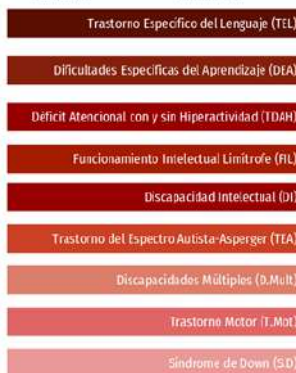 Trastorno Específico del Lenguaje (TEL)
Dificultades Específicas del Aprendizaje (DEA)
Déficit Atencional con y sin Hiperactividad (TDAH)
Funcionamiento Intelectual Limítrofe (FIL)
Discapacidad Intelectual (DI)
Trastorno del Espectro Autista-Asperger (TEA)
Discapacidades Múltiples (D.Mult)
Trastorno Motor (T.Mot)
Síndrome de Down (S.D)